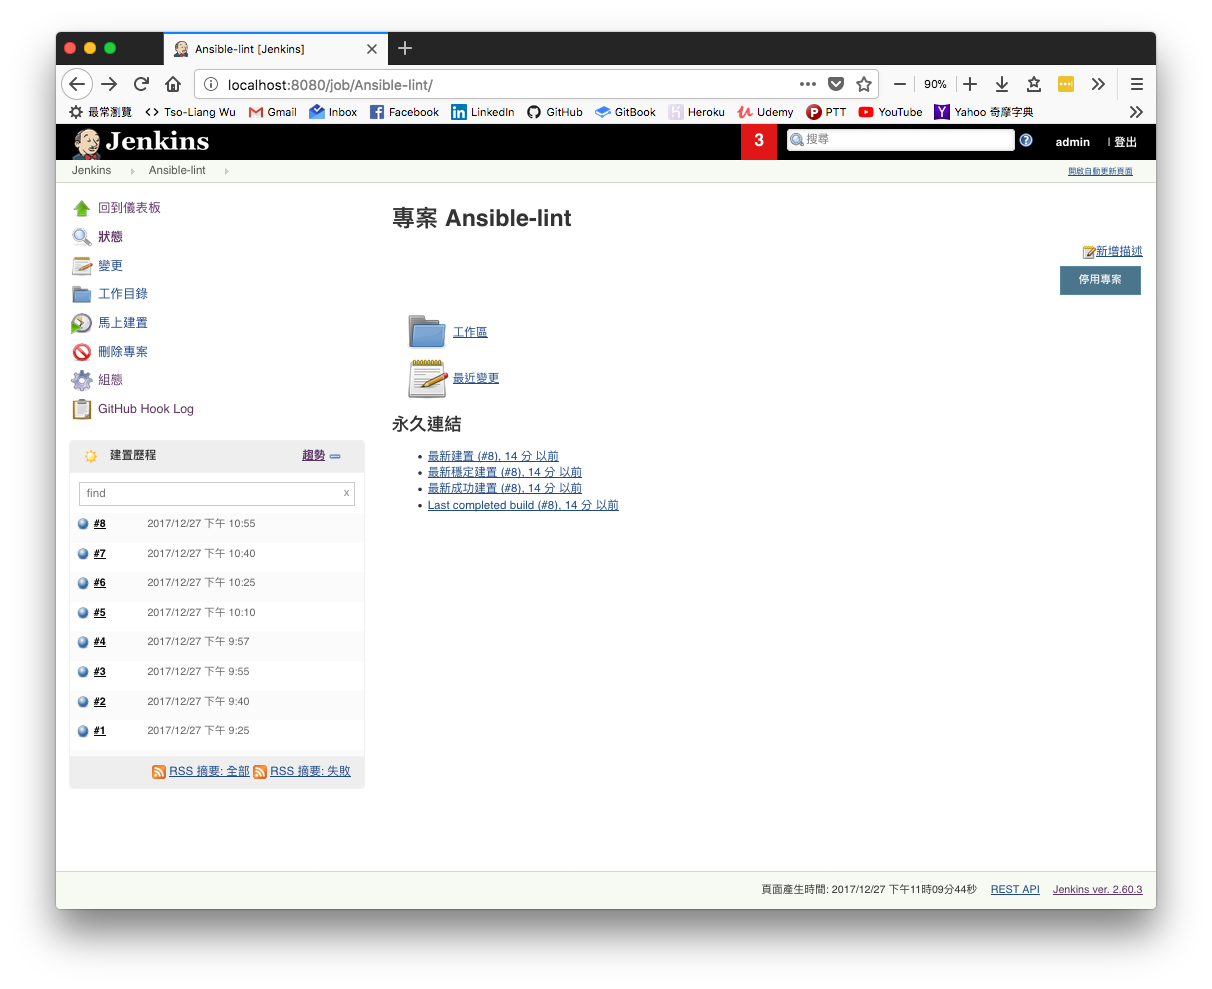 Ansible-lint [Jenkins]
localhost:8080/job/Ansible-lint/
90%
最常瀏覽 Tso-Liang Wu Gmail Inbox Facebook LinkedIn GitHub GitBook Heroku Udemy PTT YouTube Yahoo 奇摩字典
Jenkins 3 搜尋 admin | 登出
Jenkins Ansible-lint 開啟自動更新頁面
回到儀表板
狀態
變更
工作目錄
馬上建置
刪除專案
組態
GitHub Hook Log
建置歷程 趨勢
find x
#8 2017/12/27 下午 10:55
#7 2017/12/27 下午 10:40
#6 2017/12/27 下午 10:25
#5 2017/12/27 下午 10:10
#4 2017/12/27 下午 9:57
#3 2017/12/27 下午 9:55
#2 2017/12/27 下午 9:40
#1 2017/12/27 下午 9:25
RSS 摘要: 全部 RSS 摘要: 失敗
專案 Ansible-lint
新增描述
停用專案
工作區
最近變更
永久連結
最新建置 (#8), 14 分 以前
最新穩定建置 (#8), 14 分 以前
最新成功建置 (#8), 14 分 以前
Last completed build (#8), 14 分 以前
頁面產生時間: 2017/12/27 下午11時09分44秒 REST API Jenkins ver. 2.60.3